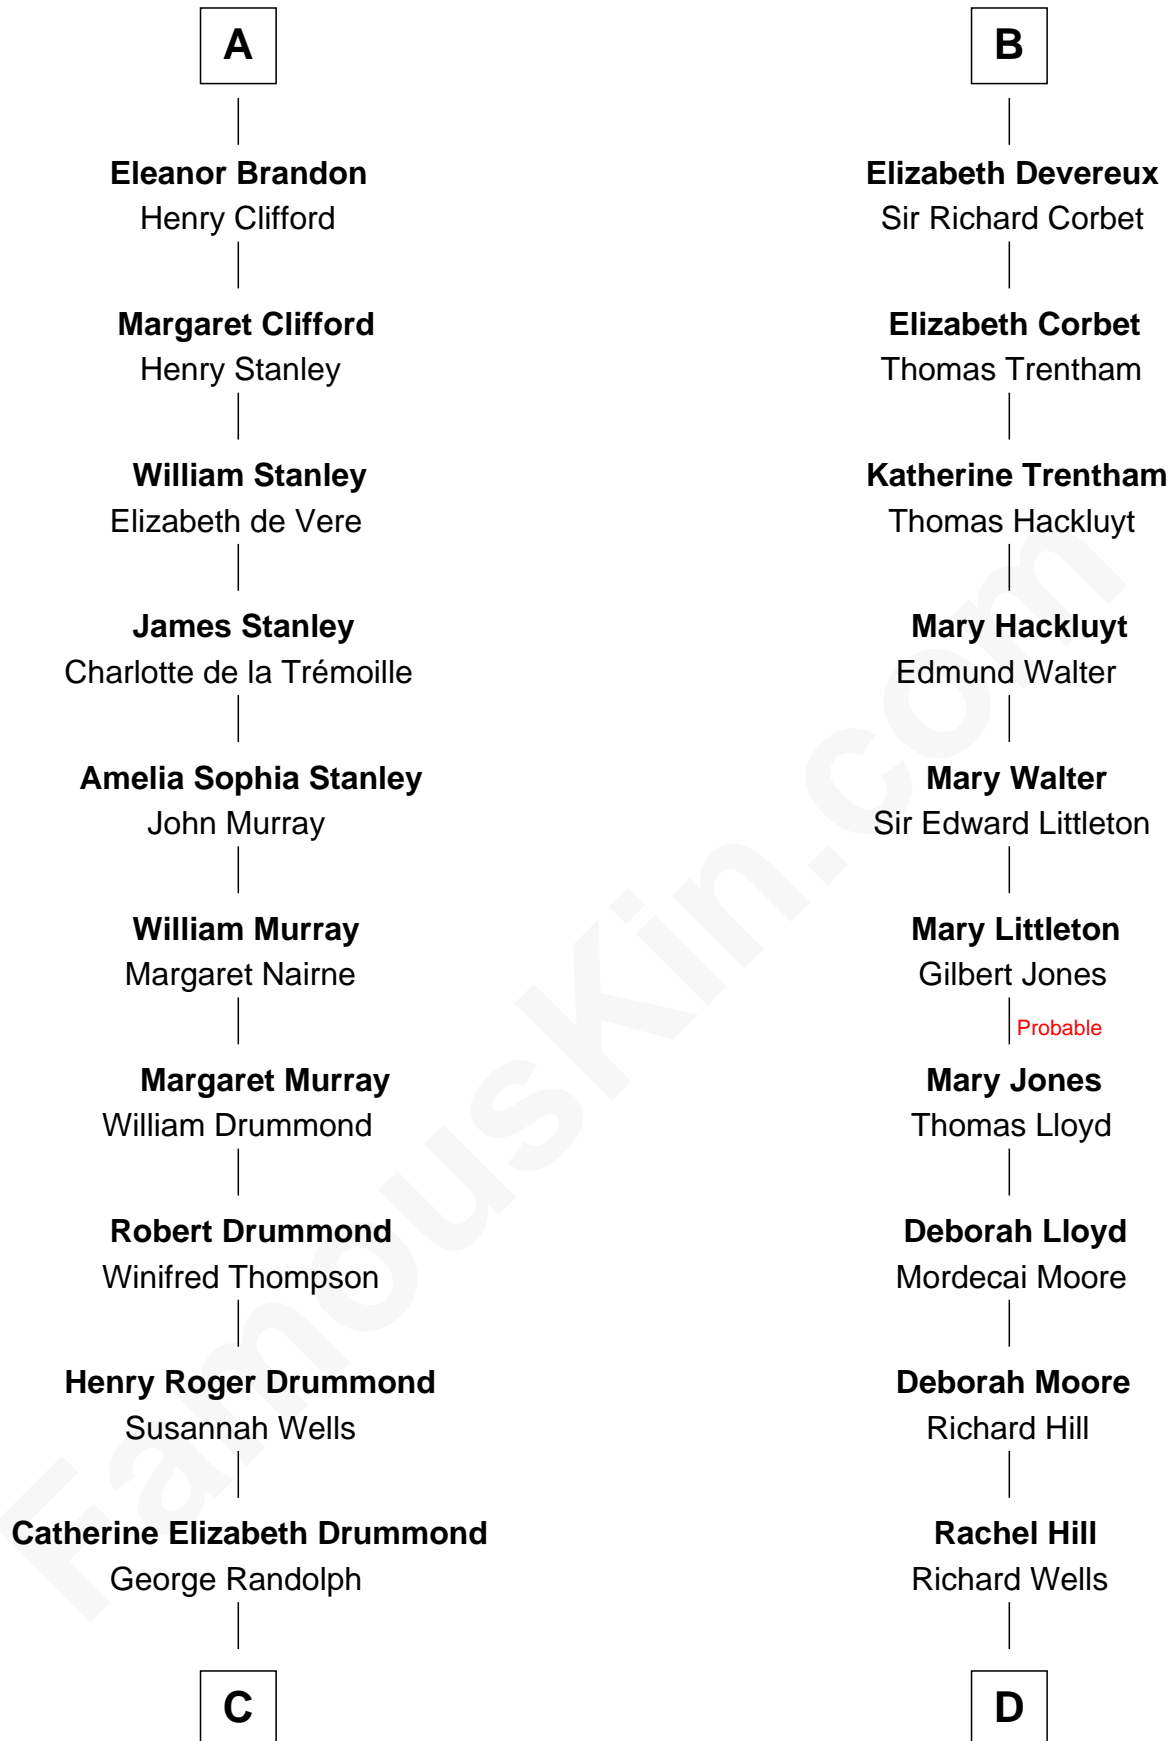 A
Eleanor Brandon
Henry Clifford
Margaret Clifford
Henry Stanley
William Stanley
Elizabeth de Vere
James Stanley
Charlotte de la Trémoille
Amelia Sophia Stanley
John Murray
William Murray
Margaret Nairne
Margaret Murray
William Drummond
Robert Drummond
Winifred Thompson
Henry Roger Drummond
Susannah Wells
Catherine Elizabeth Drummond
George Randolph
C
B
Elizabeth Devereux
Sir Richard Corbet
Elizabeth Corbet
Thomas Trentham
Katherine Trentham
Thomas Hackluyt
Mary Hackluyt
Edmund Walter
Mary Walter
Sir Edward Littleton
Mary Littleton
Gilbert Jones
Probable
Mary Jones
Thomas Lloyd
Deborah Lloyd
Mordecai Moore
Deborah Moore
Richard Hill
Rachel Hill
Richard Wells
D
FamousKin.com